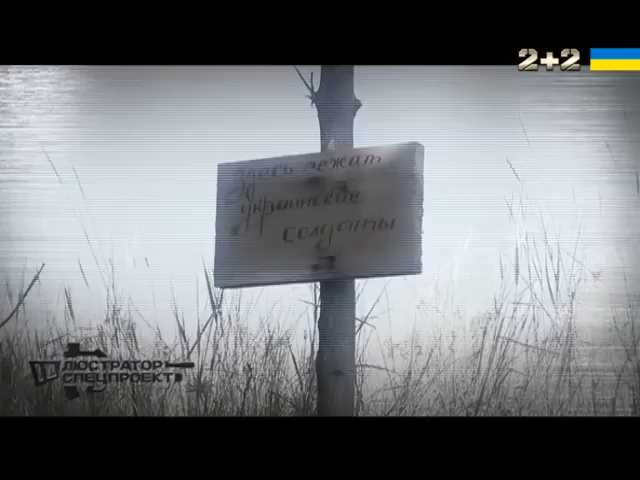 2+2
Здесь лежат
украинские
солдаты
ЛЮСТРАТОР
СПЕЦПРОЕКТ